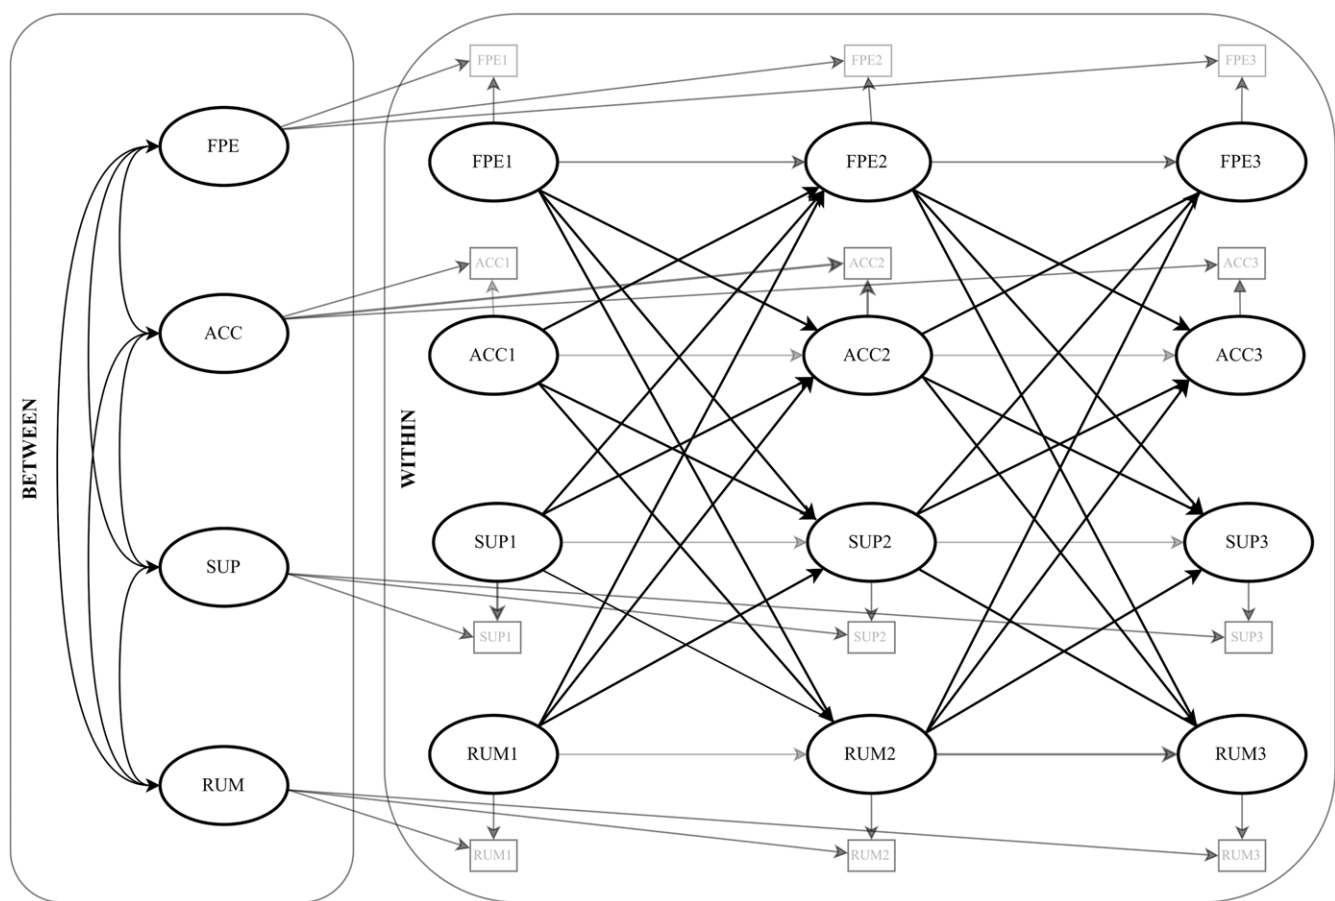 FPE1 FPE2 FPE3
FPE FPE1 FPE2 FPE3
ACC1 ACC2 ACC3
ACC ACC1 ACC2 ACC3
BETWEEN WITHIN
SUP SUP1 SUP2 SUP3
SUP1 SUP2 SUP3
RUM RUM1 RUM2 RUM3
RUM1 RUM2 RUM3